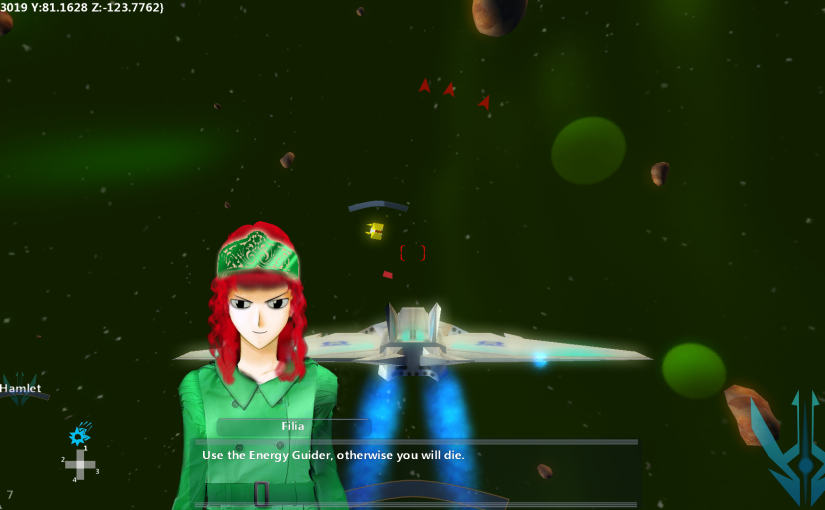 3019 Y:81.1628 Z:-123.7762)
Hamlet
1
2
3
4
Filia
Use the Energy Guider, otherwise you will die.
7